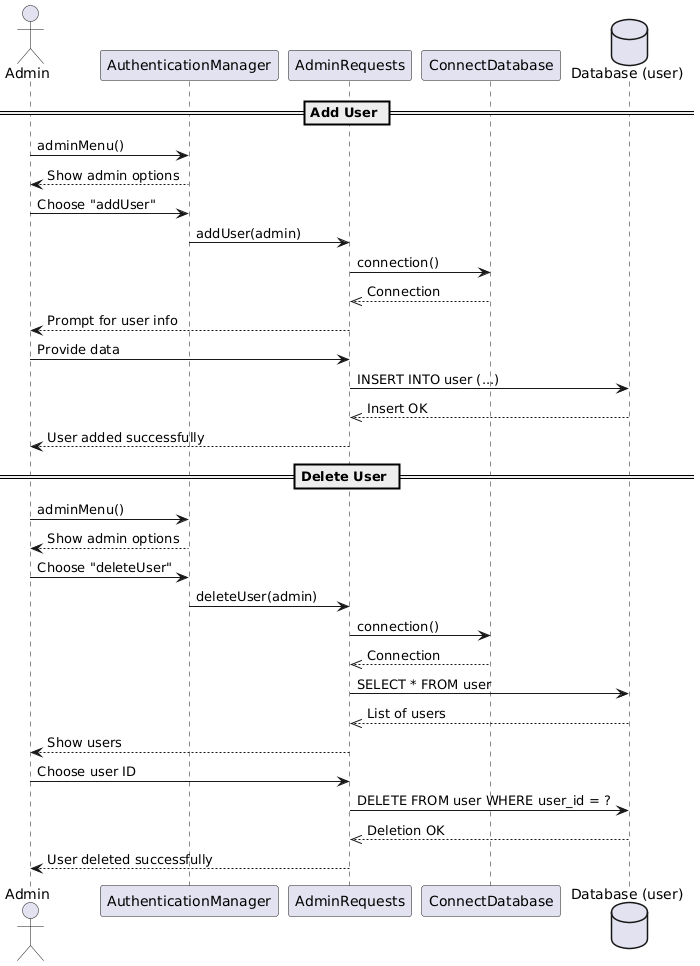 Admin
AuthenticationManager
AdminRequests
ConnectDatabase
Database (user)
Add User
adminMenu()
Show admin options
Choose "addUser"
addUser(admin)
connection()
Connection
Prompt for user info
Provide data
INSERT INTO user (...)
Insert OK
User added successfully
Delete User
adminMenu()
Show admin options
Choose "deleteUser"
deleteUser(admin)
connection()
Connection
SELECT * FROM user
List of users
Show users
Choose user ID
DELETE FROM user WHERE user_id = ?
Deletion OK
User deleted successfully
Admin
AuthenticationManager
AdminRequests
ConnectDatabase
Database (user)